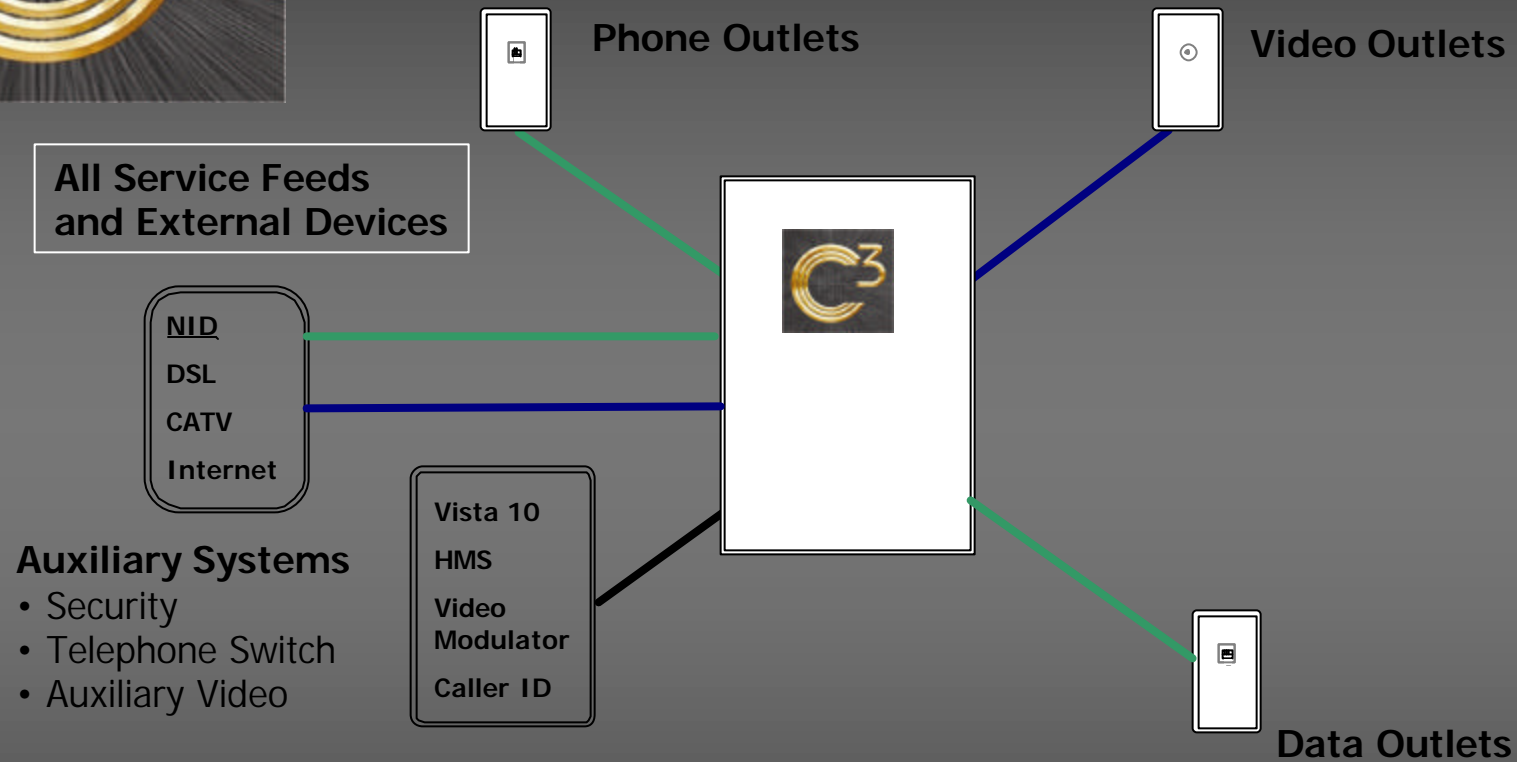 Phone Outlets
Video Outlets
All Service Feeds
and External Devices
C3
NID
DSL
CATV
Internet
Vista 10
HMS
Video
Modulator
Caller ID
Auxiliary Systems
• Security
• Telephone Switch
• Auxiliary Video
Data Outlets